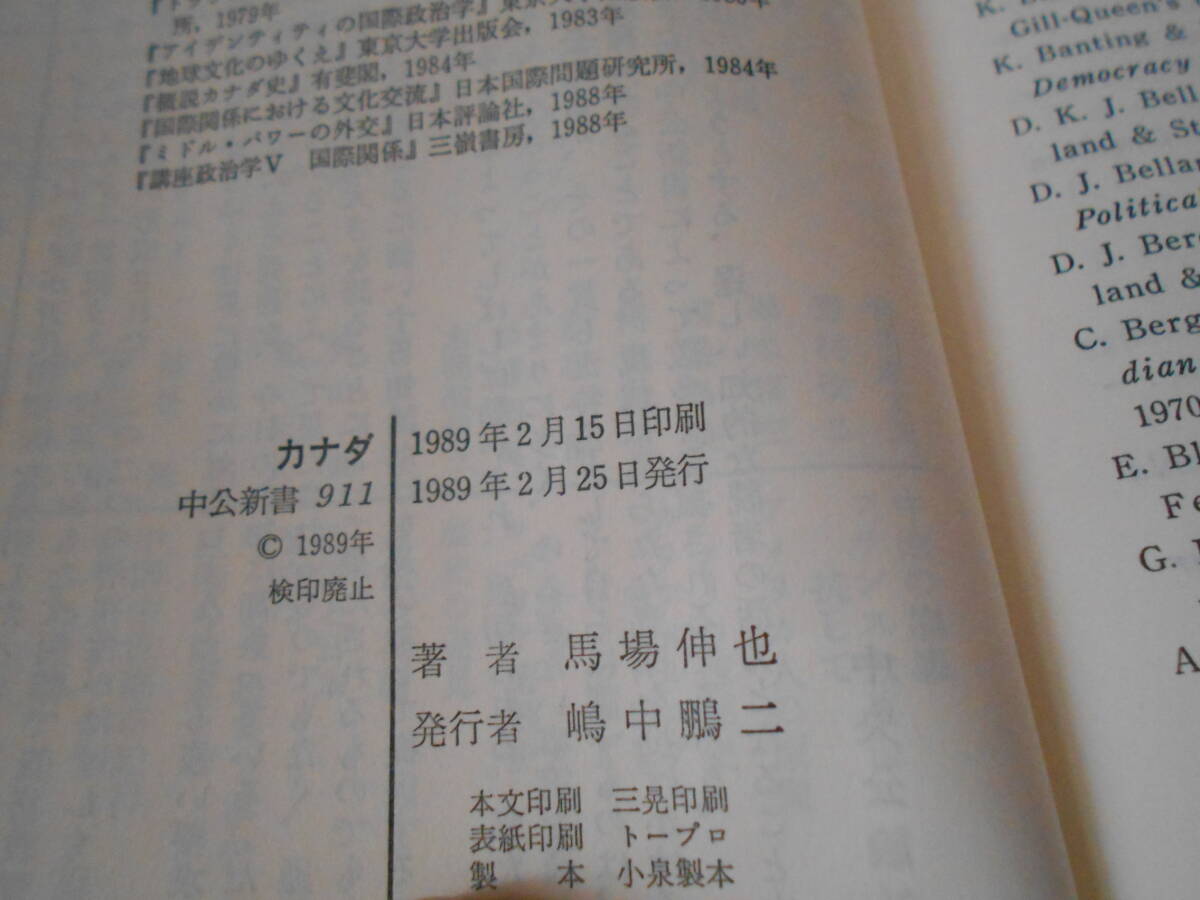 所，1979年
『アイデンティティの国際政治学』東京大学
『地球文化のゆくえ』東京大学出版会，1983年
『概説カナダ史』有斐閣，1984年
『国際関係における文化交流』日本国際問題研究所，1984年
『ミドル・パワーの外交』日本評論社，1988年
『講座政治学Ⅴ　国際関係』三嶺書房，1988年
カナダ
中公新書 911
© 1989年
検印廃止
1989年2月15日印刷
1989年2月25日発行
著　者　馬場伸也
発行者　嶋中鵬二
本文印刷　三晃印刷
表紙印刷　トープロ
製　本　小泉製本
Gill-Queen's
K. Banting &
Democracy
D. K. J. Bell
land & St
D. J. Bellar
Politica
D. J. Berg
land &
C. Berg
dian
1970
E. Bl
Fe
G.
A